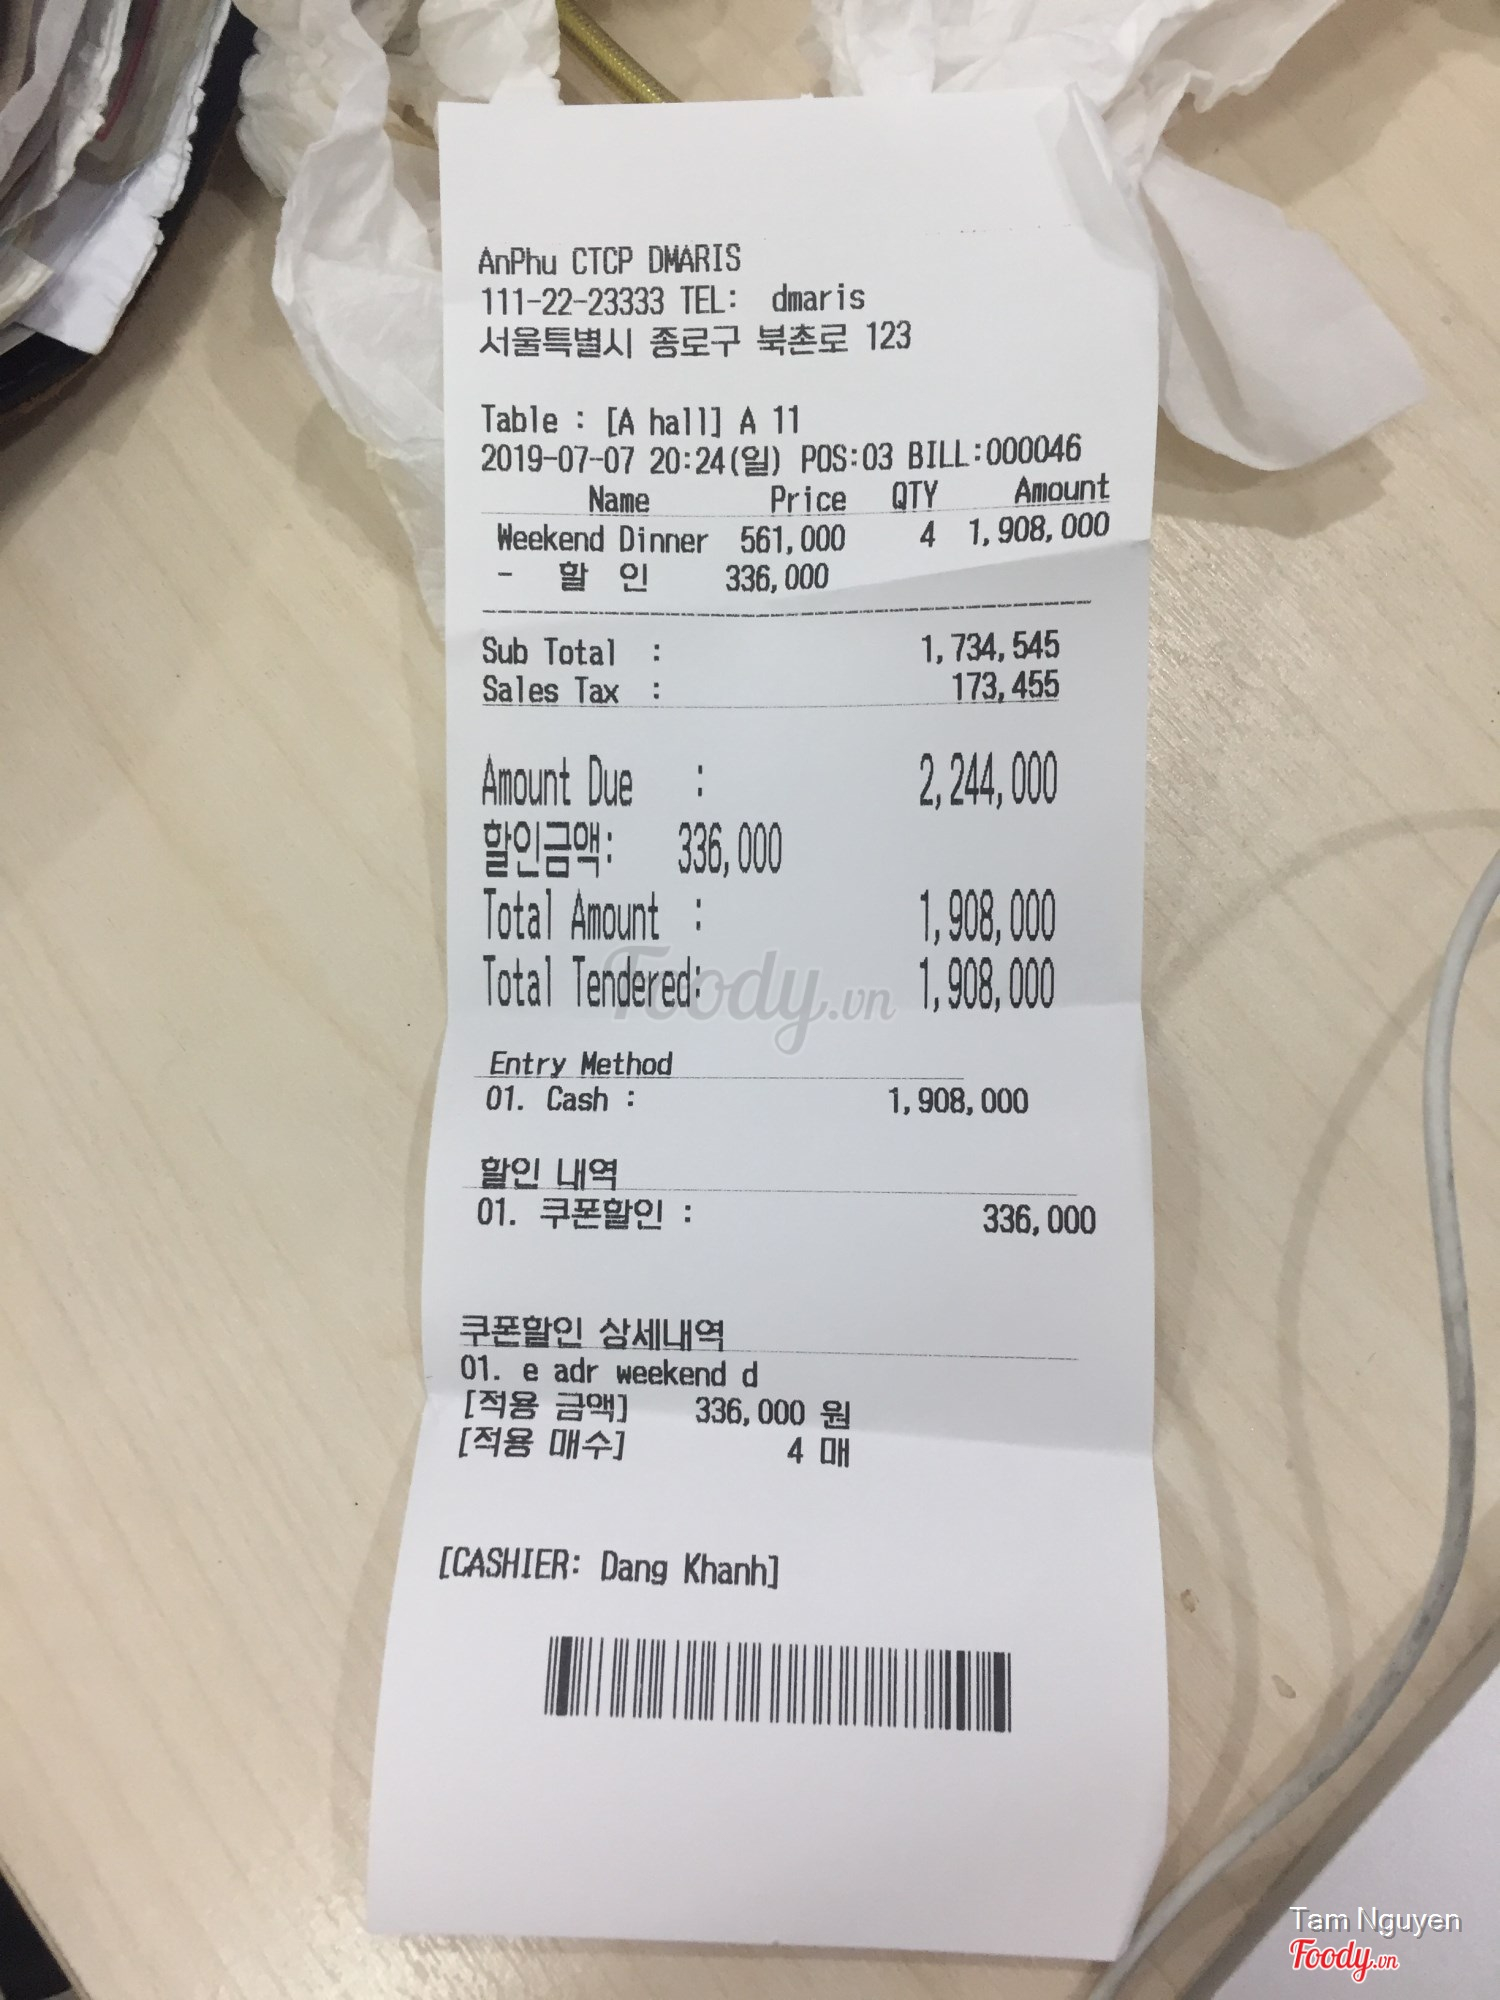 AnPhu CTCP DMARIS
111-22-23333 TEL: dmaris
서울특별시 종로구 북촌로 123
Table : [A hall] A 11
2019-07-07 20:24(일) POS:03 BILL:000046
Name Price QTY Amount
Weekend Dinner 561,000 4 1,908,000
- 할 인 336,000
Sub Total : 1,734,545
Sales Tax : 173,455
Amount Due : 2,244,000
할인금액: 336,000
Total Amount : 1,908,000
Total Tendered: 1,908,000
Foody.vn
Entry Method
01. Cash : 1,908,000
할인 내역
01. 쿠폰할인 : 336,000
쿠폰할인 상세내역
01. e adr weekend d
[적용 금액] 336,000 원
[적용 매수] 4 매
[CASHIER: Dang Khanh]
Tam Nguyen
Foody.vn